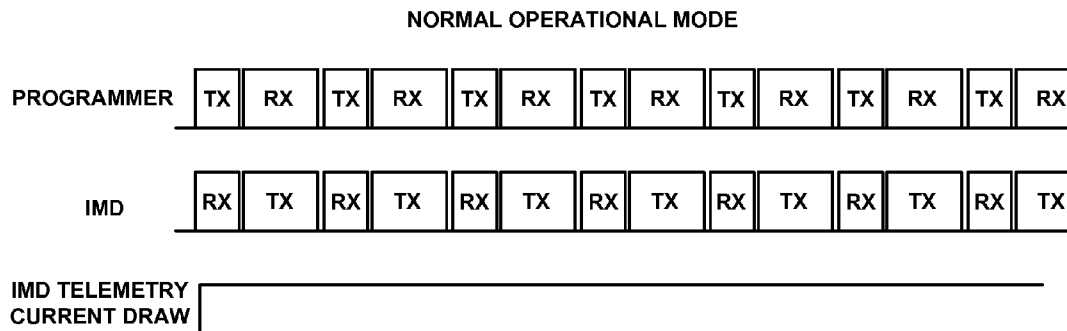 NORMAL OPERATIONAL MODE
PROGRAMMER TX RX TX RX TX RX TX RX TX RX TX RX TX RX
IMD RX TX RX TX RX TX RX TX RX TX RX TX RX TX
IMD TELEMETRY
CURRENT DRAW